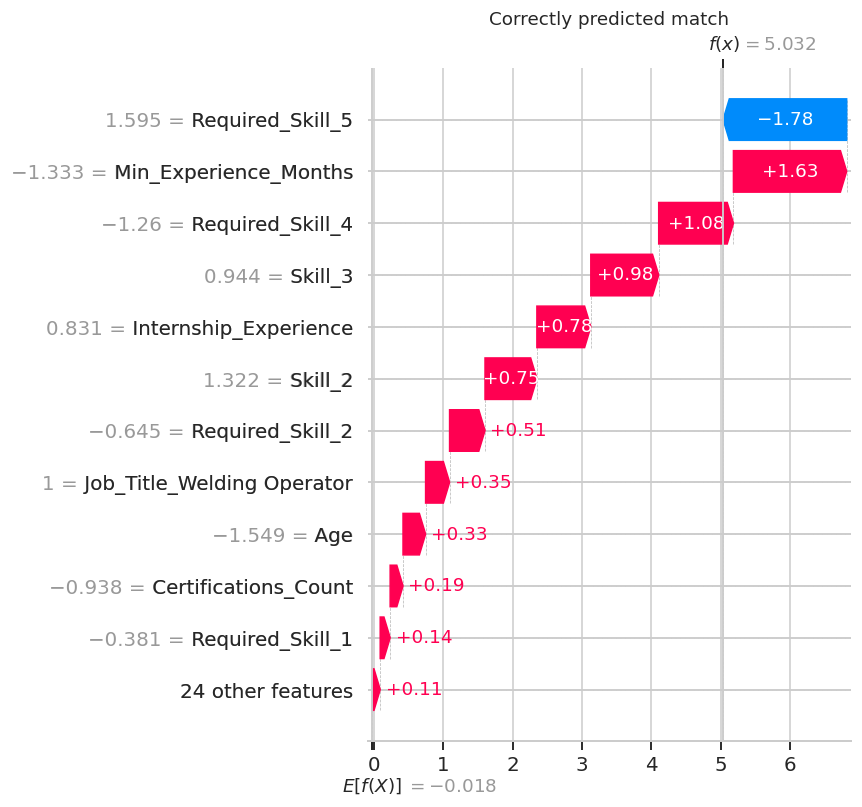 Correctly predicted match
f(x) = 5.032
1.595 = Required_Skill_5 −1.78
−1.333 = Min_Experience_Months +1.63
−1.26 = Required_Skill_4 +1.08
0.944 = Skill_3 +0.98
0.831 = Internship_Experience +0.78
1.322 = Skill_2 +0.75
−0.645 = Required_Skill_2 +0.51
1 = Job_Title_Welding Operator +0.35
−1.549 = Age +0.33
−0.938 = Certifications_Count +0.19
−0.381 = Required_Skill_1 +0.14
24 other features +0.11
0 1 2 3 4 5 6
E[f(X)] = −0.018